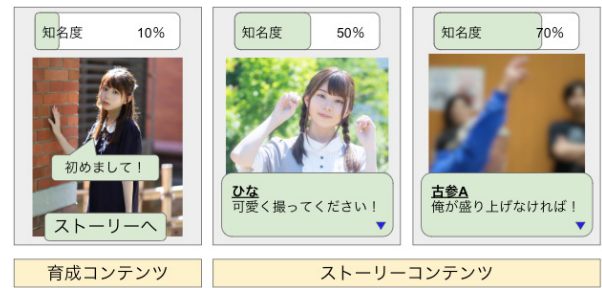 知名度 10%
初めまして！
ストーリーへ
知名度 50%
ひな
可愛く撮ってください！
知名度 70%
古参A
俺が盛り上げなければ！
育成コンテンツ
ストーリーコンテンツ